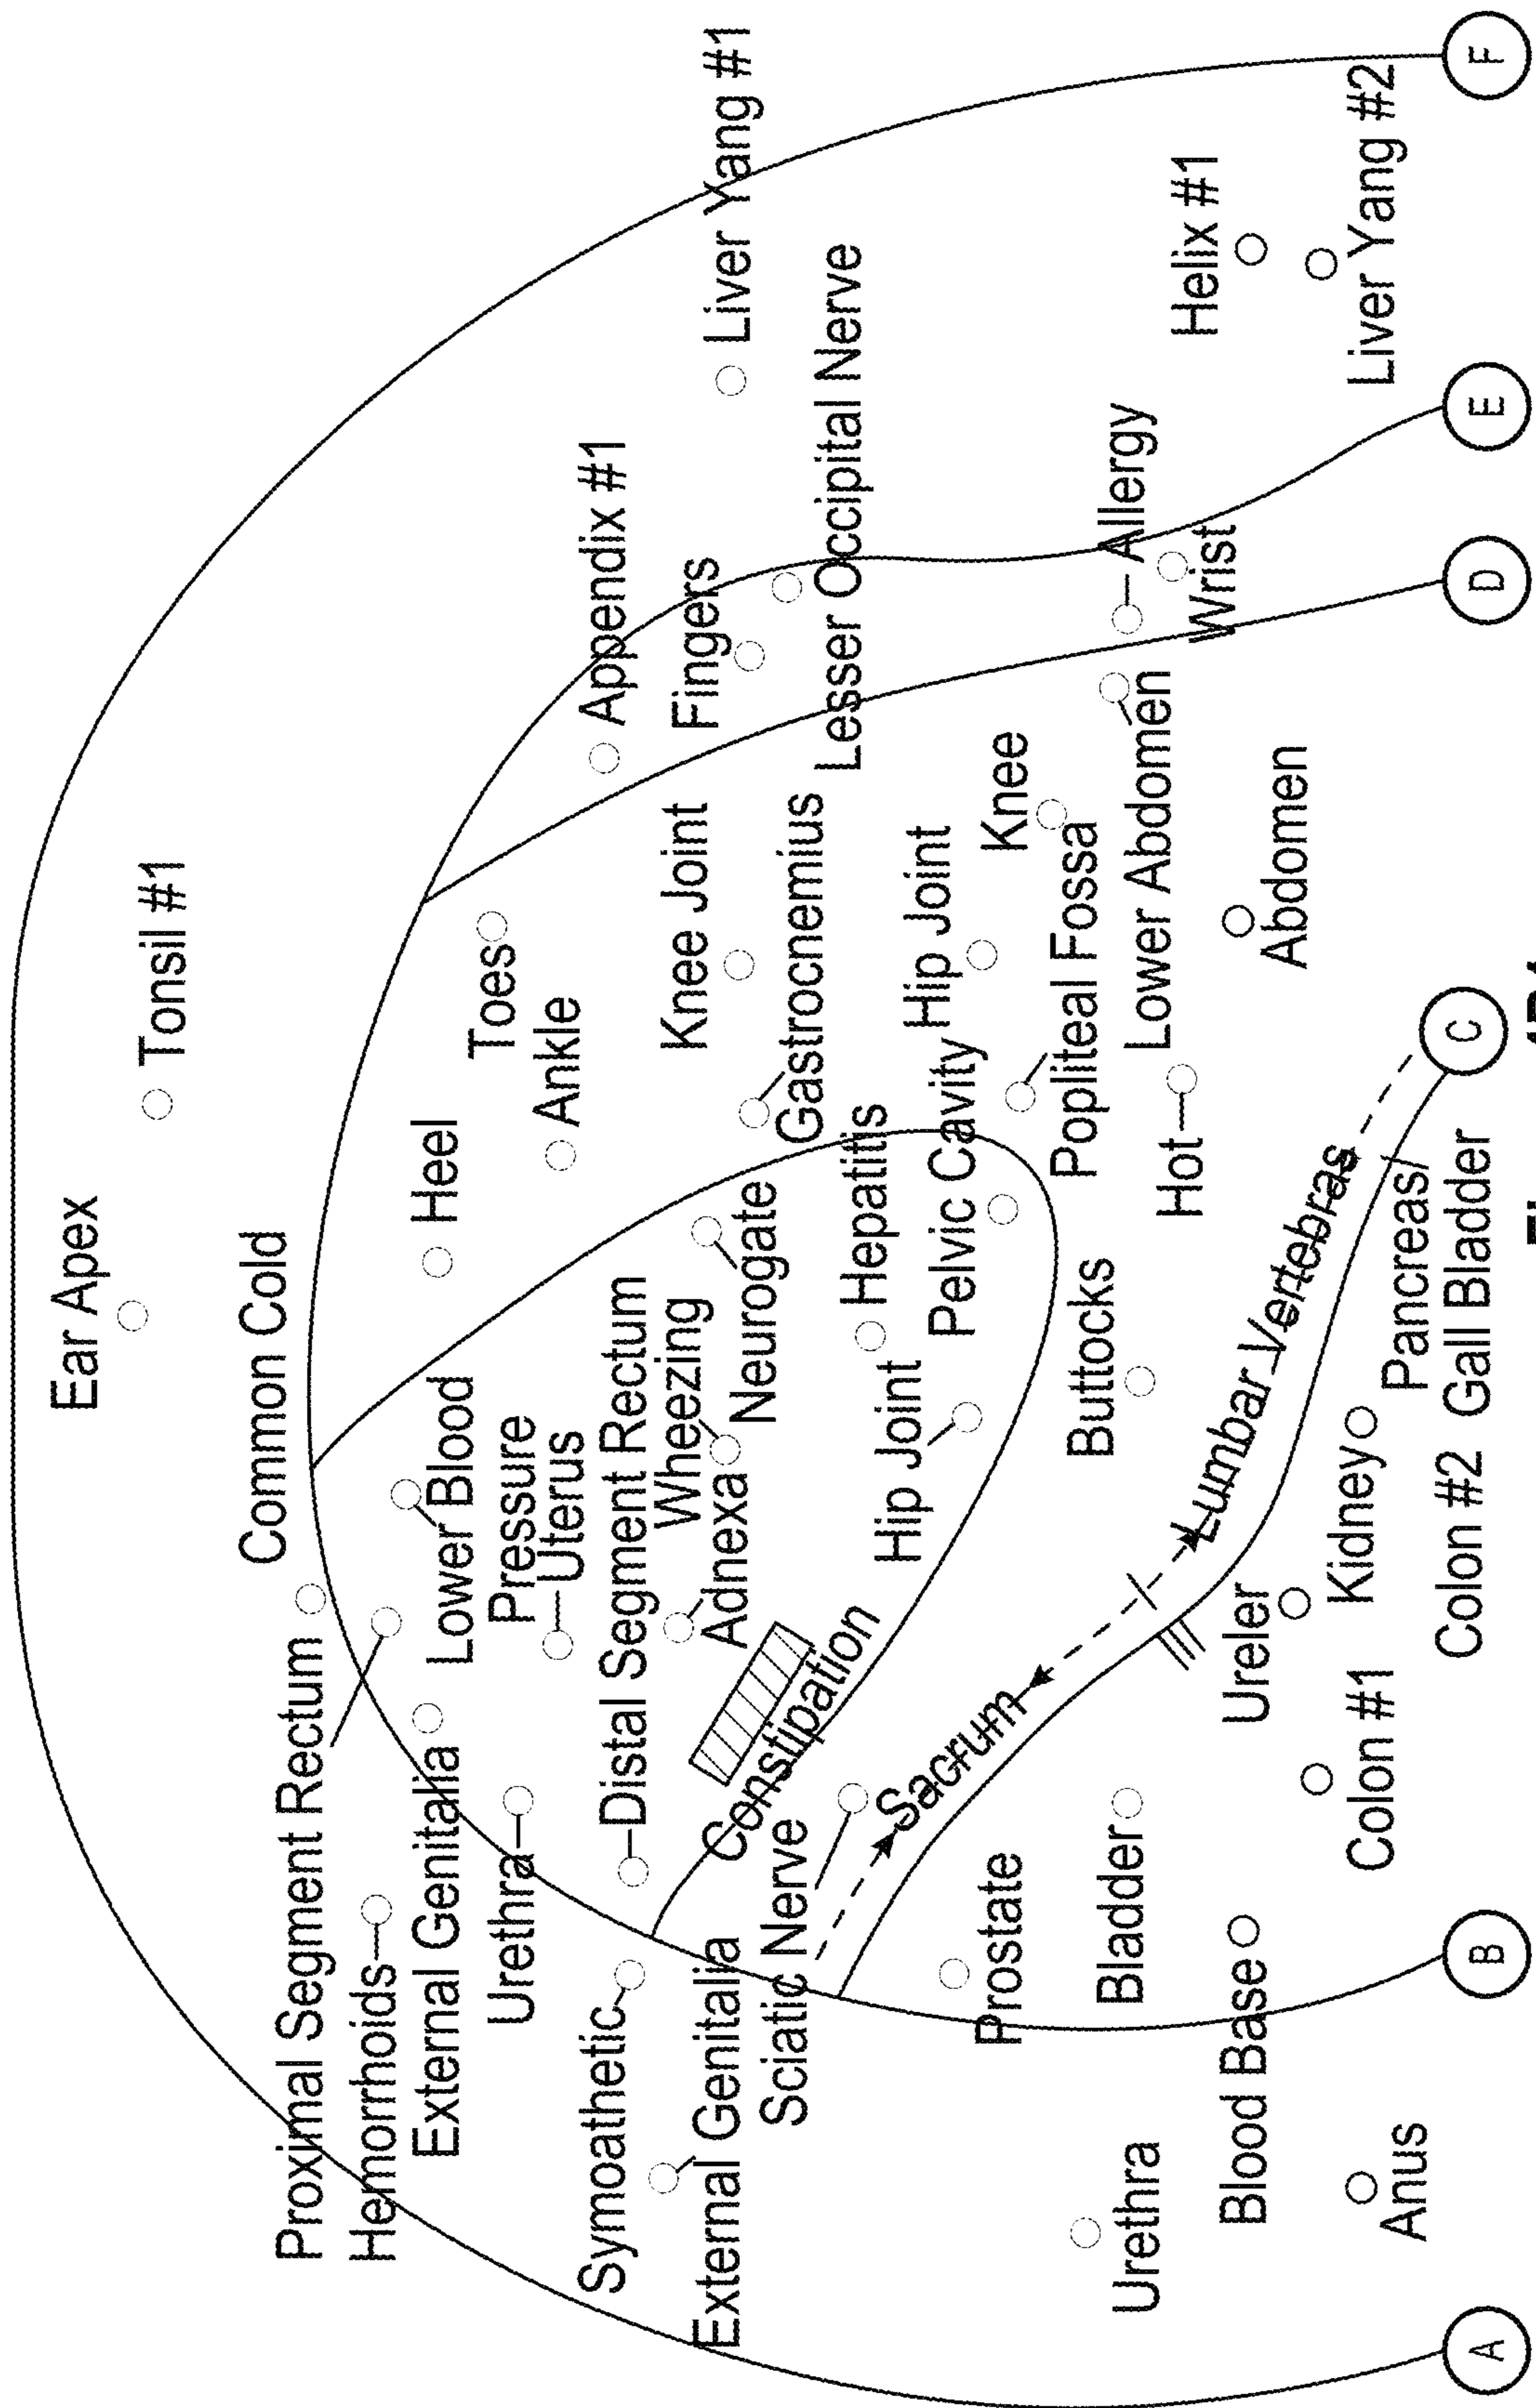 Ear Apex
Tonsil #1
Common Cold
Proximal Segment Rectum
Hemorrhoids
External Genitalia
Lower Blood
Pressure
Heel
Toes
Ankle
Urethra
Uterus
Symoathetic
Distal Segment Rectum
Appendix #1
Wheezing
Knee Joint
Fingers
External Genitalia
Adnexa
Neurogate
Liver Yang #1
Sciatic Nerve
Constipation
Gastrocnemius
Lesser Occipital Nerve
Hepatitis
Hip Joint
Hip Joint
Pelvic Cavity
Sacrum
Knee
Prostate
Popliteal Fossa
Buttocks
Bladder
Lower Abdomen
Allergy
Urethra
Hot
Wrist
Helix #1
Lumbar Vertebras
Blood Base
Ureler
Abdomen
Kidney
Colon #1
Liver Yang #2
Anus
Pancreas/
Gall Bladder
Colon #2
A
B
C
D
E
F